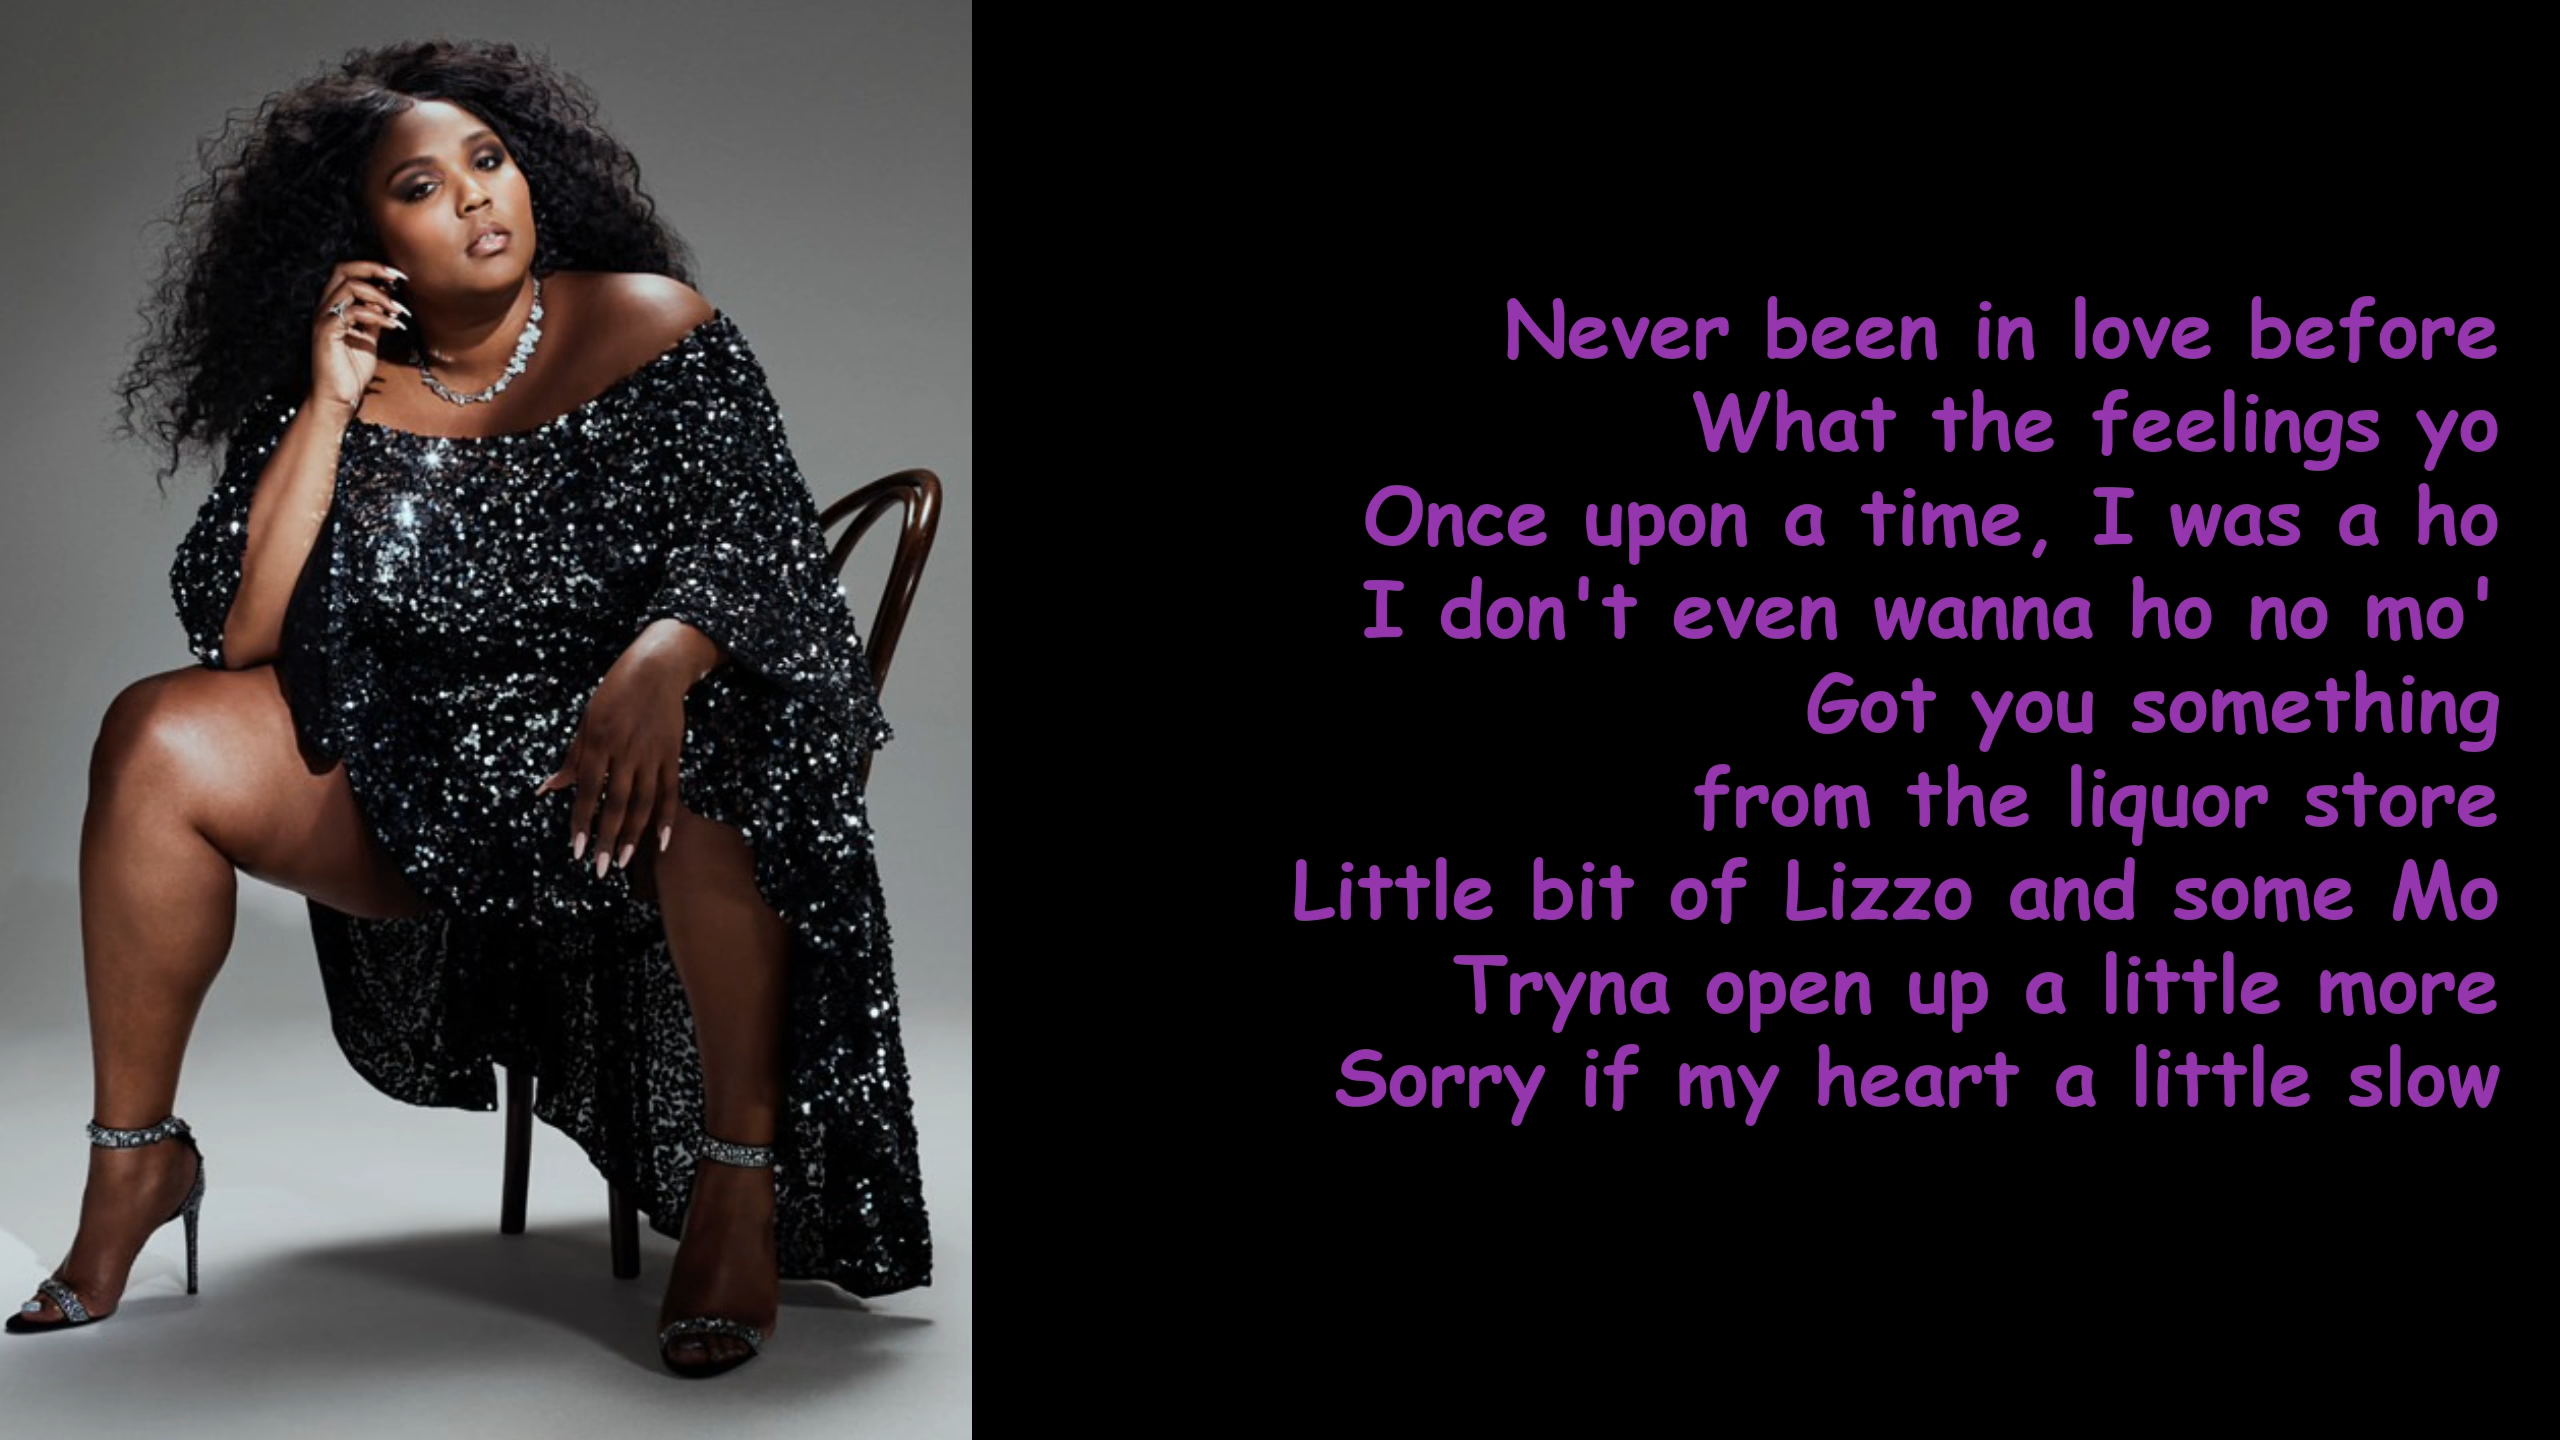 Never been in love before
What the feelings yo
Once upon a time, I was a ho
I don't even wanna ho no mo'
Got you something
from the liquor store
Little bit of Lizzo and some Mo
Tryna open up a little more
Sorry if my heart a little slow